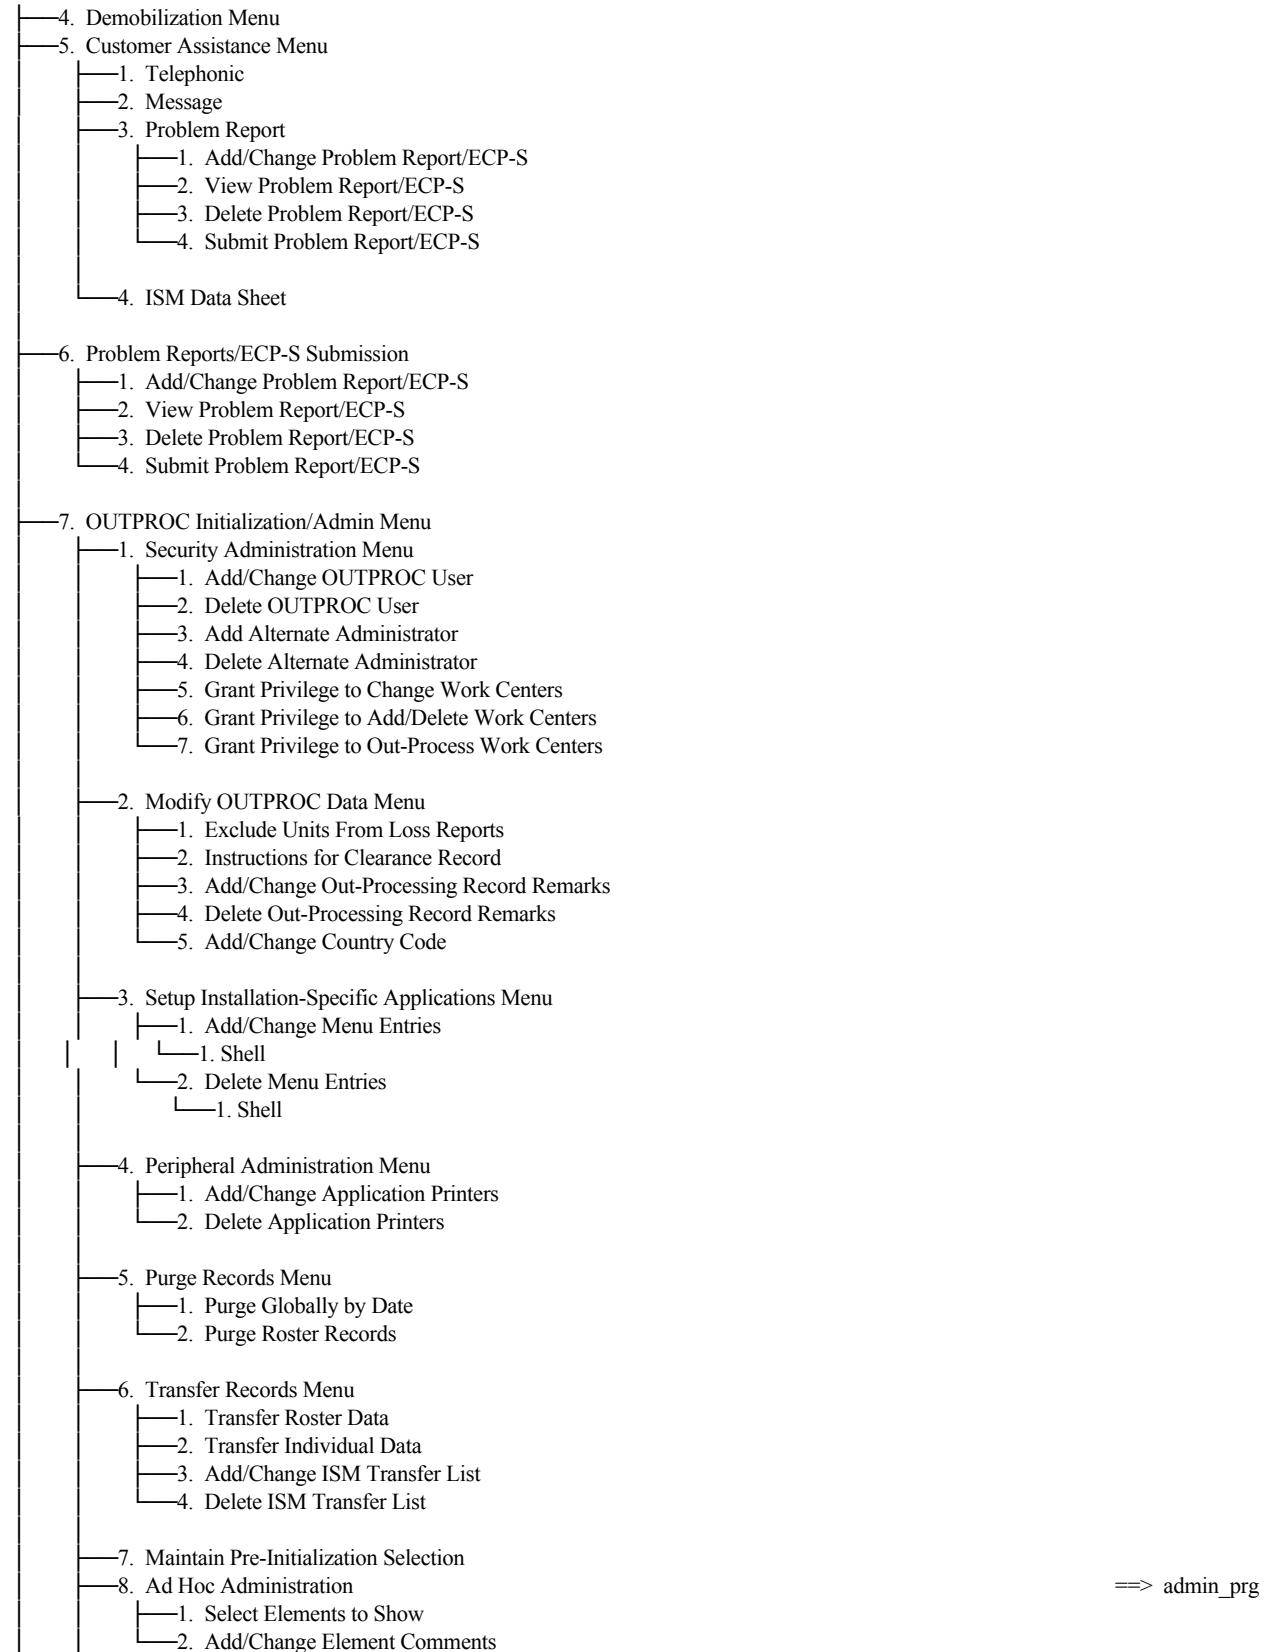 4. Demobilization Menu
5. Customer Assistance Menu
1. Telephonic
2. Message
3. Problem Report
1. Add/Change Problem Report/ECP-S
2. View Problem Report/ECP-S
3. Delete Problem Report/ECP-S
4. Submit Problem Report/ECP-S
4. ISM Data Sheet
6. Problem Reports/ECP-S Submission
1. Add/Change Problem Report/ECP-S
2. View Problem Report/ECP-S
3. Delete Problem Report/ECP-S
4. Submit Problem Report/ECP-S
7. OUTPROC Initialization/Admin Menu
1. Security Administration Menu
1. Add/Change OUTPROC User
2. Delete OUTPROC User
3. Add Alternate Administrator
4. Delete Alternate Administrator
5. Grant Privilege to Change Work Centers
6. Grant Privilege to Add/Delete Work Centers
7. Grant Privilege to Out-Process Work Centers
2. Modify OUTPROC Data Menu
1. Exclude Units From Loss Reports
2. Instructions for Clearance Record
3. Add/Change Out-Processing Record Remarks
4. Delete Out-Processing Record Remarks
5. Add/Change Country Code
3. Setup Installation-Specific Applications Menu
1. Add/Change Menu Entries
1. Shell
2. Delete Menu Entries
1. Shell
4. Peripheral Administration Menu
1. Add/Change Application Printers
2. Delete Application Printers
5. Purge Records Menu
1. Purge Globally by Date
2. Purge Roster Records
6. Transfer Records Menu
1. Transfer Roster Data
2. Transfer Individual Data
3. Add/Change ISM Transfer List
4. Delete ISM Transfer List
7. Maintain Pre-Initialization Selection
8. Ad Hoc Administration ==> admin_prg
1. Select Elements to Show
2. Add/Change Element Comments